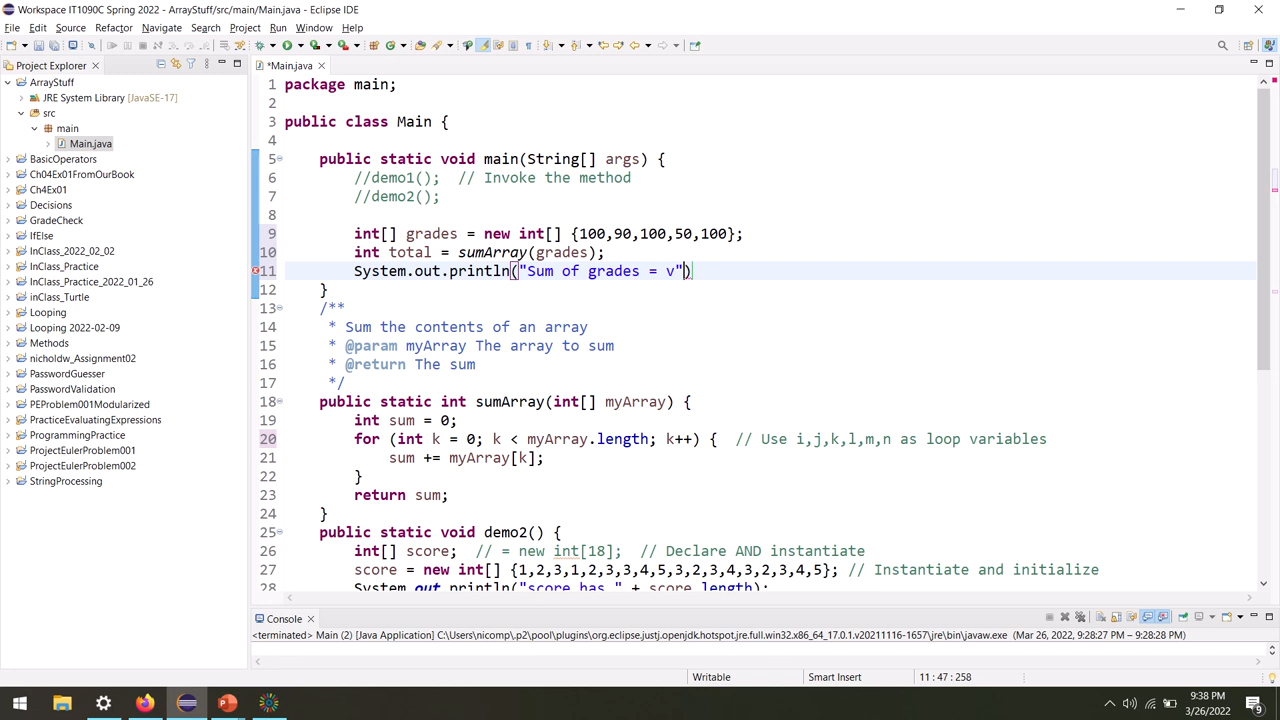 Workspace IT1090C Spring 2022 - ArrayStuff/src/main/Main.java - Eclipse IDE
File Edit Source Refactor Navigate Search Project Run Window Help
Project Explorer
*Main.java
ArrayStuff
JRE System Library [JavaSE-17]
src
main
Main.java
BasicOperators
Ch04Ex01FromOurBook
Ch4Ex01
Decisions
GradeCheck
IfElse
InClass_2022_02_02
InClass_Practice
InClass_Practice_2022_01_26
InClass_Turtle
Looping
Looping 2022-02-09
Methods
nicholdw_Assignment02
PasswordGuesser
PasswordValidation
PEProblem001Modularized
PracticeEvaluatingExpressions
ProgrammingPractice
ProjectEulerProblem001
ProjectEulerProblem002
StringProcessing
1 package main;
2
3 public class Main {
4
5 public static void main(String[] args) {
6 //demo1();  // Invoke the method
7 //demo2();
8
9 int[] grades = new int[] {100,90,100,50,100};
10 int total = sumArray(grades);
11 System.out.println("Sum of grades = v")
12 }
13 /**
14 * Sum the contents of an array
15 * @param myArray The array to sum
16 * @return The sum
17 */
18 public static int sumArray(int[] myArray) {
19 int sum = 0;
20 for (int k = 0; k < myArray.length; k++) {  // Use i,j,k,l,m,n as loop variables
21 sum += myArray[k];
22 }
23 return sum;
24 }
25 public static void demo2() {
26 int[] score;  // = new int[18];  // Declare AND instantiate
27 score = new int[] {1,2,3,1,2,3,3,4,5,3,2,3,4,3,2,3,4,5}; // Instantiate and initialize
28 System.out.println("score has " + score.length);
Console
<terminated> Main (2) [Java Application] C:\Users\nicomp\.p2\pool\plugins\org.eclipse.justj.openjdk.hotspot.jre.full.win32.x86_64_17.0.1.v20211116-1657\jre\bin\javaw.exe (Mar 26, 2022, 9:28:27 PM – 9:28:28 PM)
Writable Smart Insert 11 : 47 : 258
9:38 PM
3/26/2022
9